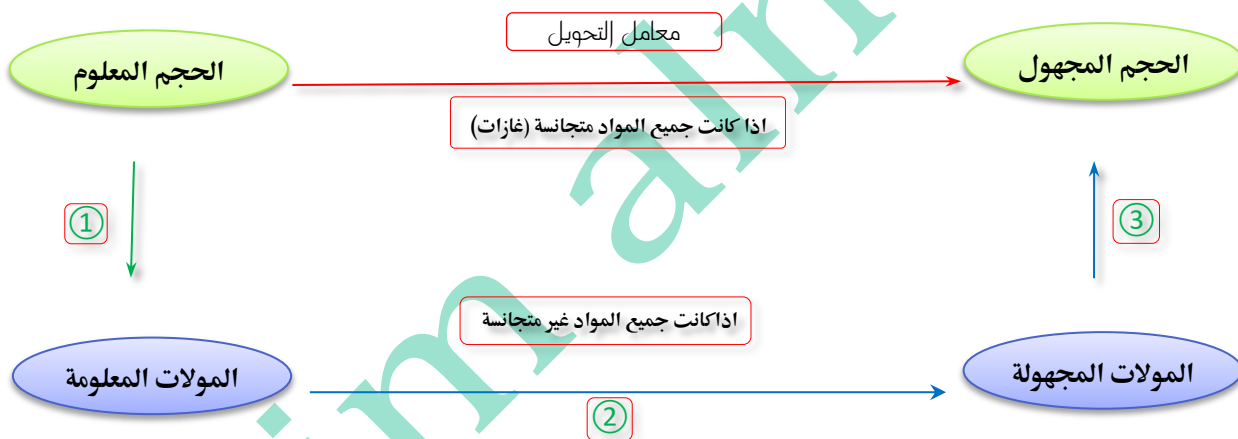 معامل التحويل
الحجم المعلوم
الحجم المجهول
اذا كانت جميع المواد متجانسة (غازات)
①
③
اذاكانت جميع المواد غير متجانسة
المولات المعلومة
المولات المجهولة
②